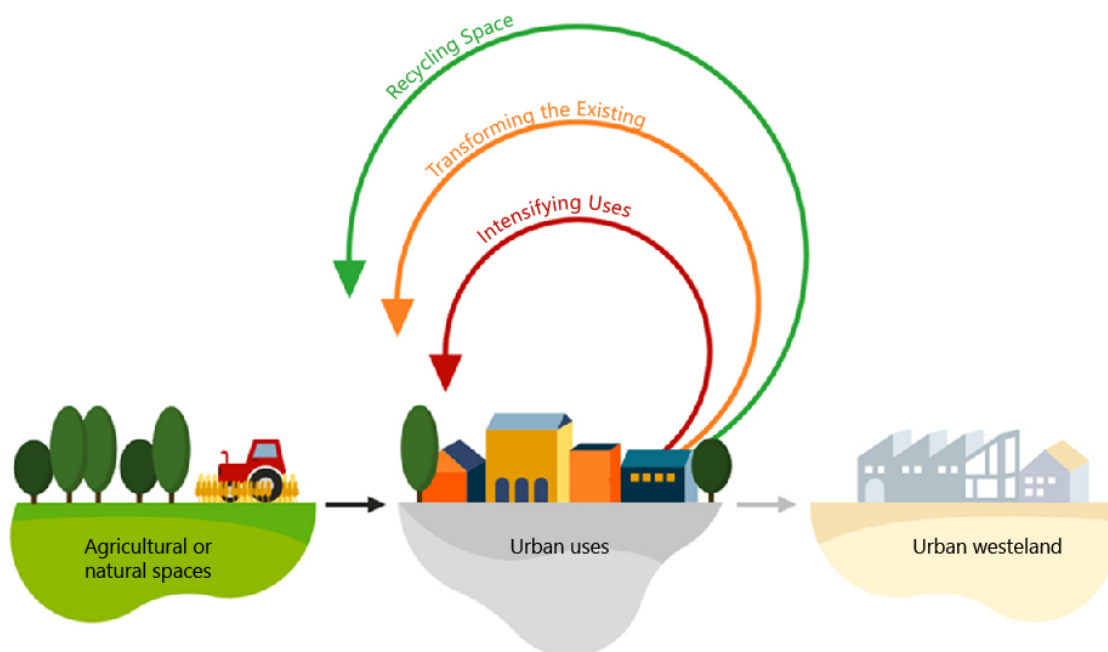 Recycling Space
Transforming the Existing
Intensifying Uses
Agricultural or
natural spaces
Urban uses
Urban westeland